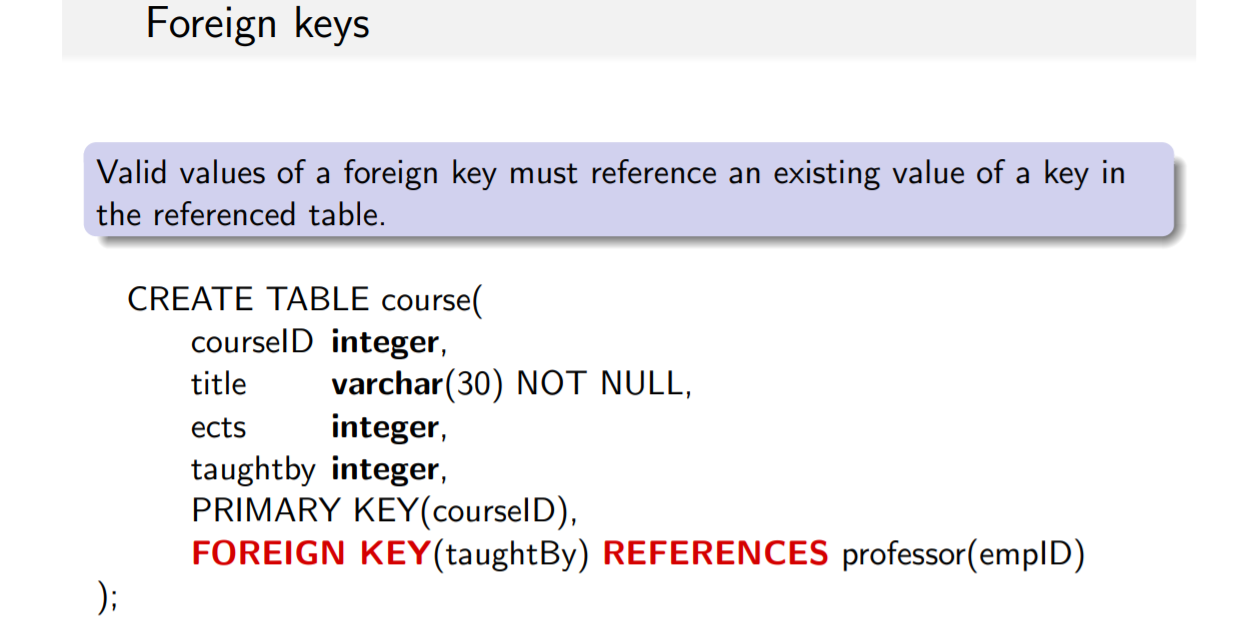 Foreign keys
Valid values of a foreign key must reference an existing value of a key in
the referenced table.
CREATE TABLE course(
courseID integer,
title varchar(30) NOT NULL,
ects integer,
taughtby integer,
PRIMARY KEY(courseID),
FOREIGN KEY(taughtBy) REFERENCES professor(empID)
);